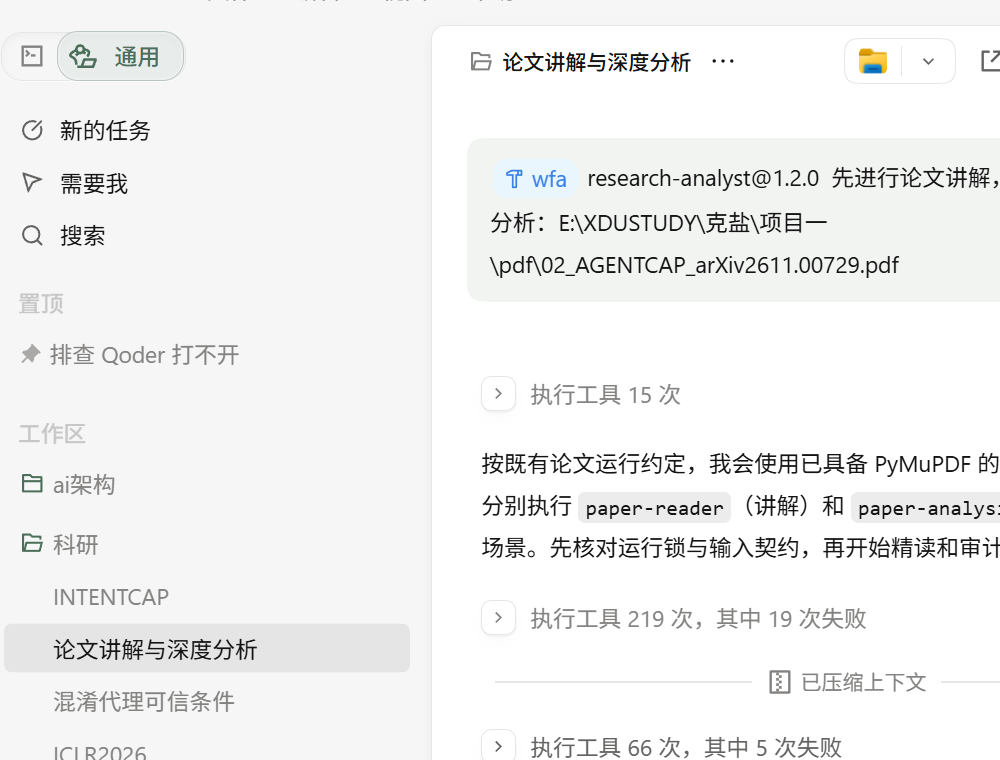 通用
新的任务
需要我
搜索
置顶
排查 Qoder 打不开
工作区
ai架构
科研
INTENTCAP
论文讲解与深度分析
混淆代理可信条件
ICLR2026
论文讲解与深度分析 ···
wfa research-analyst@1.2.0 先进行论文讲解，
分析：E:\XDUSTUDY\克盐\项目一
\pdf\02_AGENTCAP_arXiv2611.00729.pdf
执行工具 15 次
按既有论文运行约定，我会使用已具备 PyMuPDF 的
分别执行 paper-reader（讲解）和 paper-analysi
场景。先核对运行锁与输入契约，再开始精读和审计
执行工具 219 次，其中 19 次失败
已压缩上下文
执行工具 66 次，其中 5 次失败